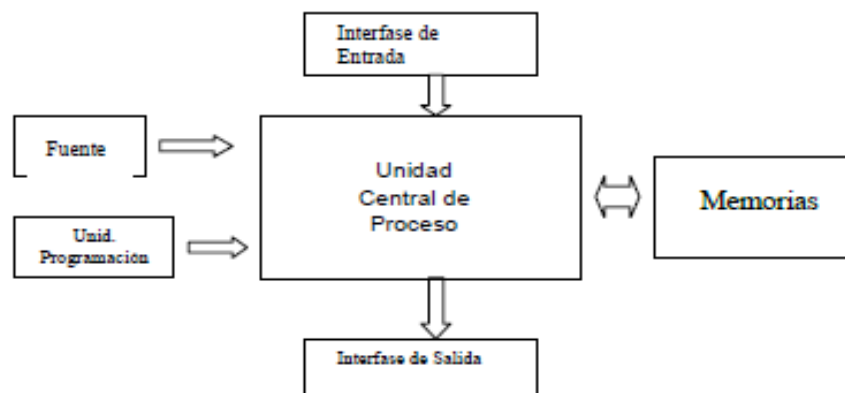 Interfase de
Entrada
Fuente
Unidad
Central de
Proceso
Memorias
Unid.
Programación
Interfase de Salida